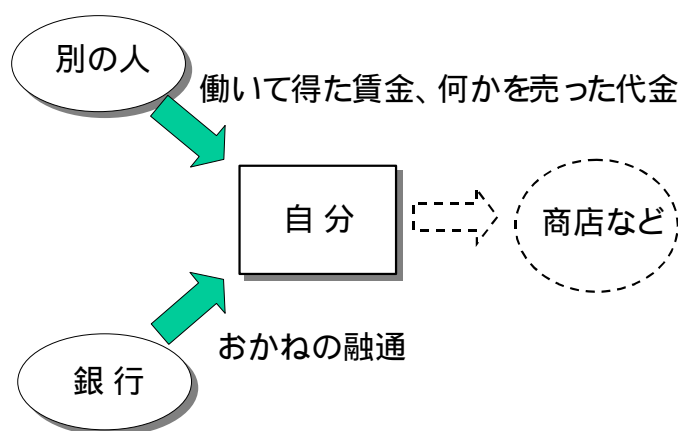 別の人
働いて得た賃金、何かを売った代金
自分
商店など
おかねの融通
銀行